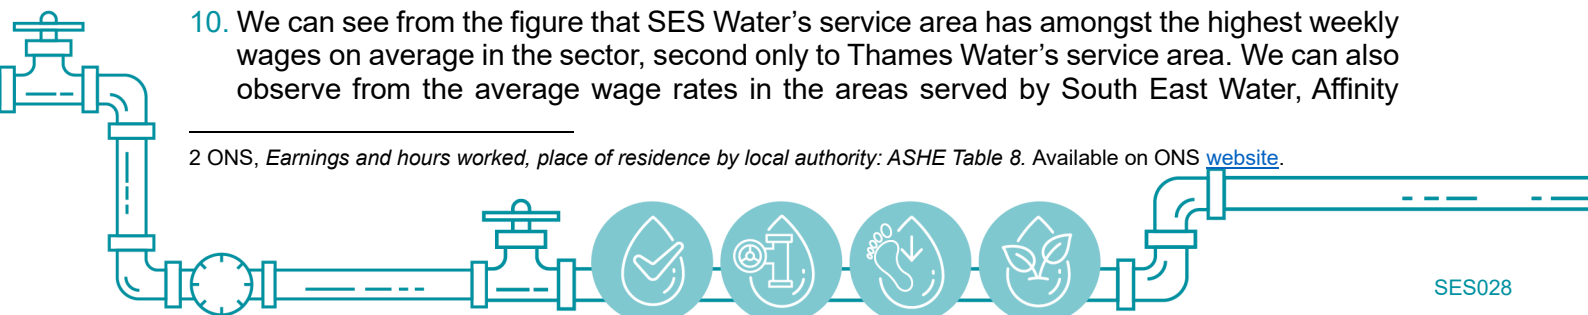 10. We can see from the figure that SES Water’s service area has amongst the highest weekly
wages on average in the sector, second only to Thames Water’s service area. We can also
observe from the average wage rates in the areas served by South East Water, Affinity
2 ONS, Earnings and hours worked, place of residence by local authority: ASHE Table 8. Available on ONS website.
SES028